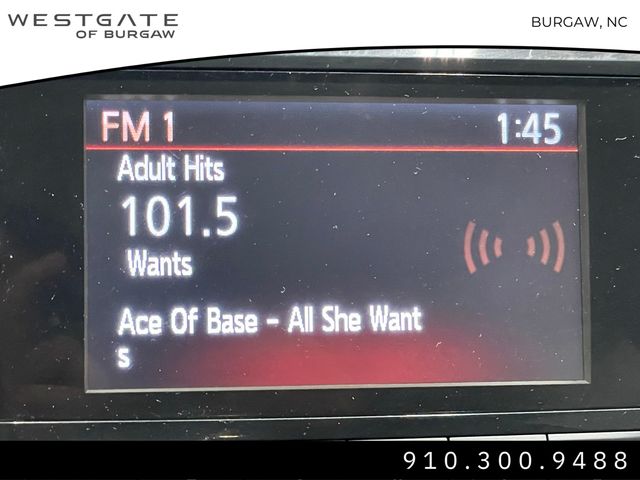 WESTGATE
OF BURGAW
BURGAW, NC
FM 1
1:45
Adult Hits
101.5
Wants
Ace Of Base - All She Want
s
910.300.9488